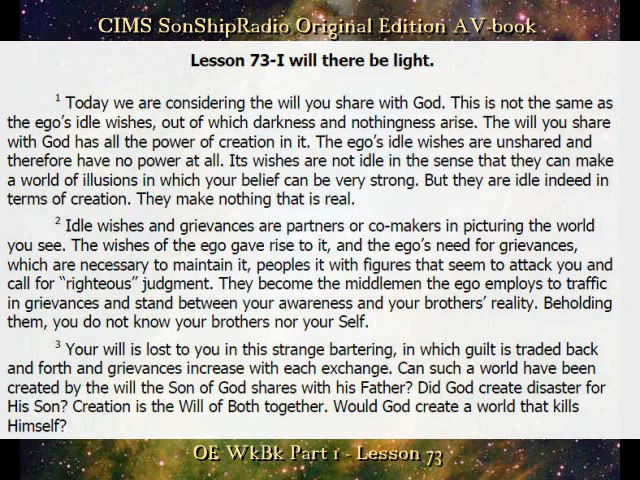 CIMS SonShipRadio Original Edition AV-book
Lesson 73-I will there be light.
1 Today we are considering the will you share with God. This is not the same as
the ego's idle wishes, out of which darkness and nothingness arise. The will you share
with God has all the power of creation in it. The ego's idle wishes are unshared and
therefore have no power at all. Its wishes are not idle in the sense that they can make
a world of illusions in which your belief can be very strong. But they are idle indeed in
terms of creation. They make nothing that is real.
2 Idle wishes and grievances are partners or co-makers in picturing the world
you see. The wishes of the ego gave rise to it, and the ego's need for grievances,
which are necessary to maintain it, peoples it with figures that seem to attack you and
call for “righteous” judgment. They become the middlemen the ego employs to traffic
in grievances and stand between your awareness and your brothers' reality. Beholding
them, you do not know your brothers nor your Self.
3 Your will is lost to you in this strange bartering, in which guilt is traded back
and forth and grievances increase with each exchange. Can such a world have been
created by the will the Son of God shares with his Father? Did God create disaster for
His Son? Creation is the Will of Both together. Would God create a world that kills
Himself?
OE WkBk Part 1 - Lesson 73